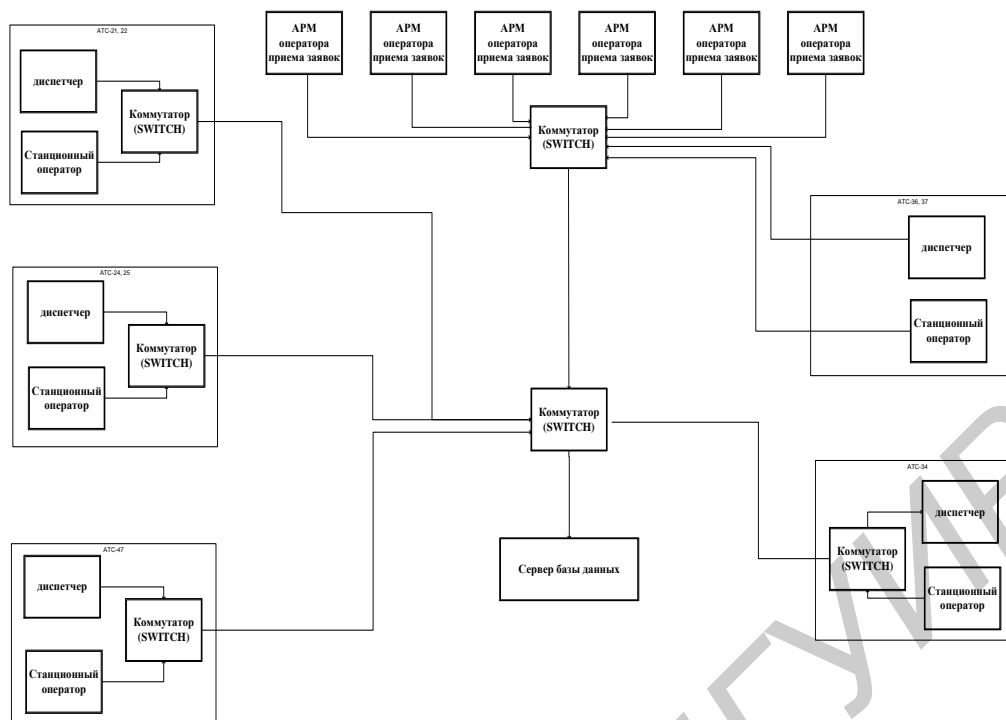 АТС-21, 22
диспетчер
Станционный
оператор
Коммутатор
(SWITCH)
АРМ
оператора
приема заявок
АРМ
оператора
приема заявок
АРМ
оператора
приема заявок
АРМ
оператора
приема заявок
АРМ
оператора
приема заявок
АРМ
оператора
приема заявок
Коммутатор
(SWITCH)
АТС-36, 37
диспетчер
Станционный
оператор
АТС-24, 25
диспетчер
Станционный
оператор
Коммутатор
(SWITCH)
Коммутатор
(SWITCH)
Сервер базы данных
АТС-34
диспетчер
Коммутатор
(SWITCH)
Станционный
оператор
АТС-47
диспетчер
Станционный
оператор
Коммутатор
(SWITCH)
ГУИР